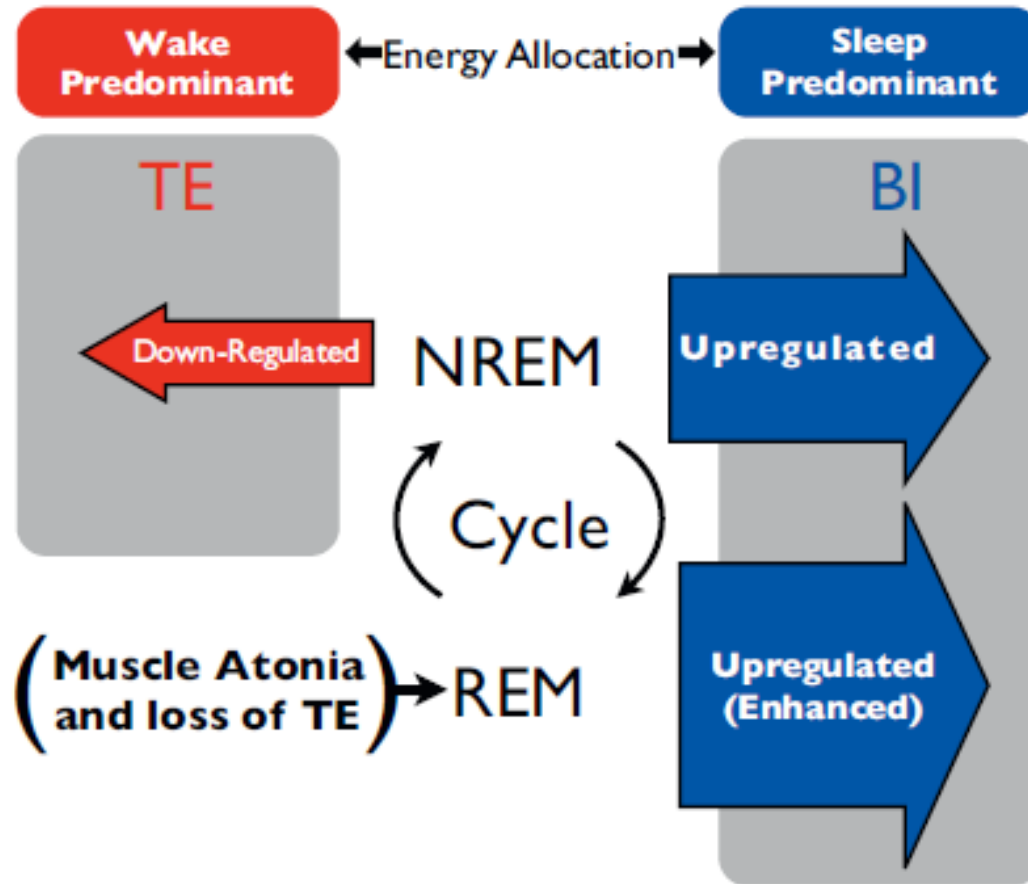 Wake
Predominant
Energy Allocation
Sleep
Predominant
TE
BI
Down-Regulated
NREM
Upregulated
Cycle
(Muscle Atonia
and loss of TE)
REM
Upregulated
(Enhanced)